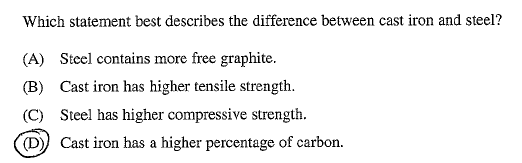 Which statement best describes the difference between cast iron and steel?
(A) Steel contains more free graphite.
(B) Cast iron has higher tensile strength.
(C) Steel has higher compressive strength.
(D) Cast iron has a higher percentage of carbon.